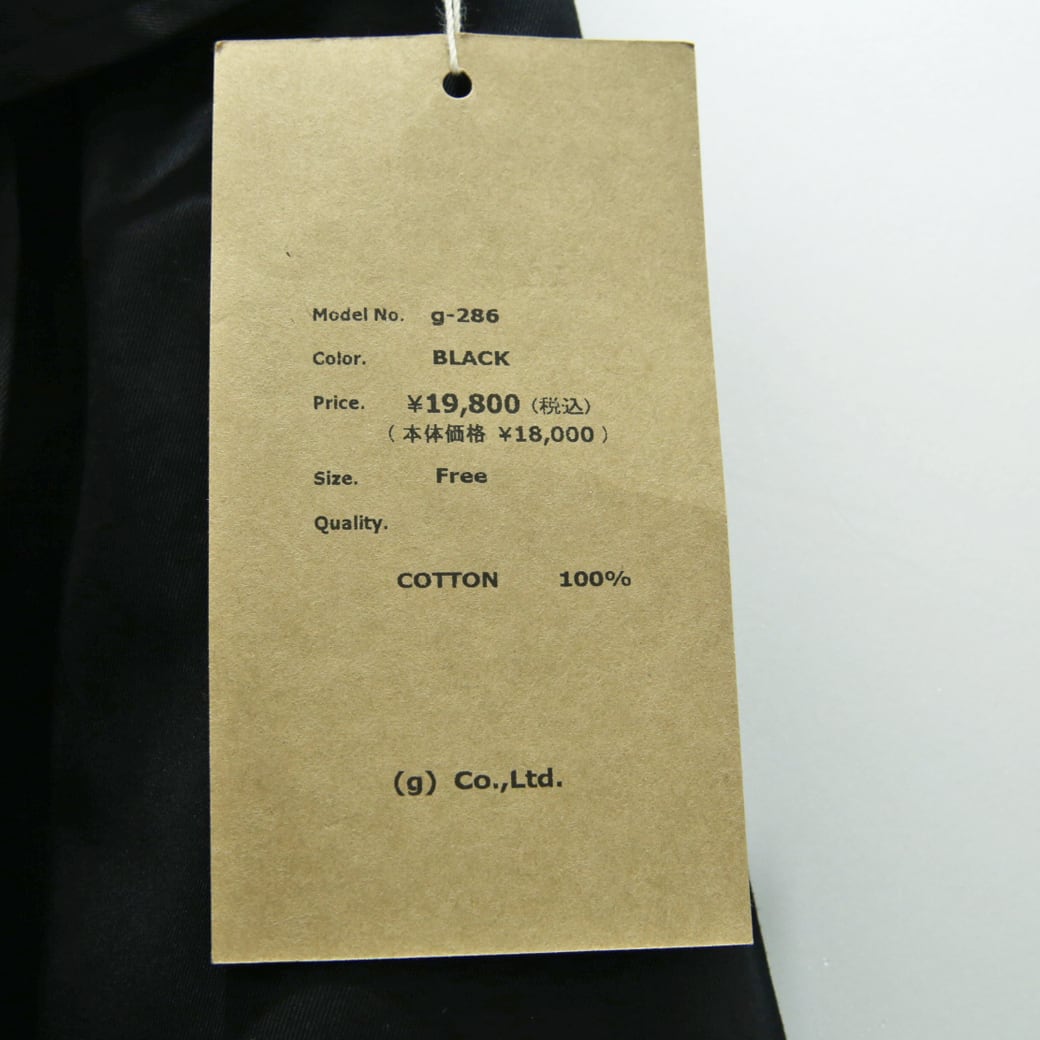 Model No. g-286
Color. BLACK
Price. ¥19,800（税込）
（本体価格 ¥18,000）
Size. Free
Quality.
COTTON 100%
(g) Co.,Ltd.